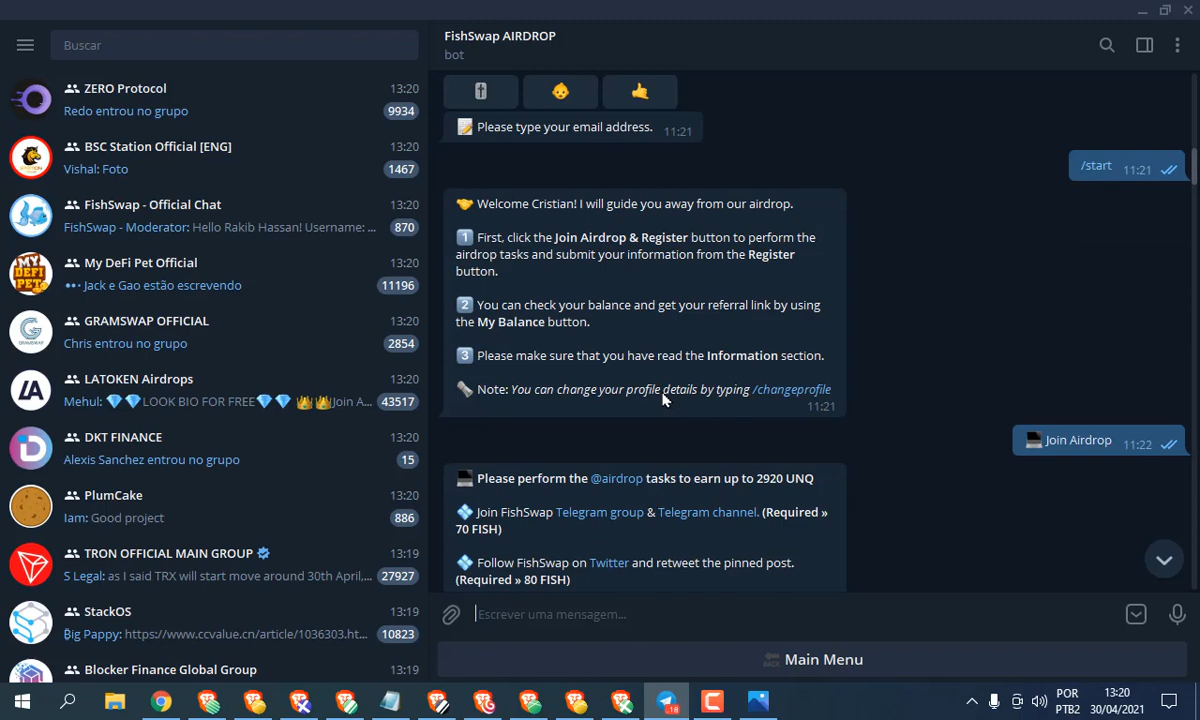 Buscar
ZERO Protocol 13:20
Redo entrou no grupo 9934
BSC Station Official [ENG] 13:20
Vishal: Foto 1467
FishSwap - Official Chat 13:20
FishSwap - Moderator: Hello Rakib Hassan! Username: ... 870
My DeFi Pet Official 13:20
Jack e Gao estão escrevendo 11196
GRAMSWAP OFFICIAL 13:20
Chris entrou no grupo 2854
LATOKEN Airdrops 13:20
Mehul: 💎💎LOOK BIO FOR FREE💎💎 👑👑Join A... 43517
DKT FINANCE 13:20
Alexis Sanchez entrou no grupo 15
PlumCake 13:20
Iam: Good project 886
TRON OFFICIAL MAIN GROUP 13:19
S Legal: as I said TRX will start move around 30th April,... 27927
StackOS 13:19
Big Pappy: https://www.ccvalue.cn/article/1036303.ht... 10823
Blocker Finance Global Group 13:19
FishSwap AIRDROP
bot
📝 Please type your email address. 11:21
/start 11:21
🤝 Welcome Cristian! I will guide you away from our airdrop.
1️⃣ First, click the Join Airdrop & Register button to perform the
airdrop tasks and submit your information from the Register
button.
2️⃣ You can check your balance and get your referral link by using
the My Balance button.
3️⃣ Please make sure that you have read the Information section.
Note: You can change your profile details by typing /changeprofile
11:21
Join Airdrop 11:22
Please perform the @airdrop tasks to earn up to 2920 UNQ
💠 Join FishSwap Telegram group & Telegram channel. (Required »
70 FISH)
💠 Follow FishSwap on Twitter and retweet the pinned post.
(Required » 80 FISH)
Escrever uma mensagem...
BACK Main Menu
MY DEFI PET
LA
18
POR
PTB2
13:20
30/04/2021